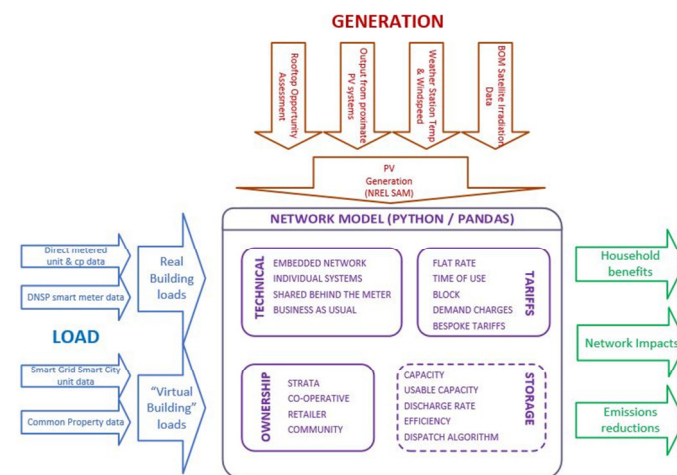 GENERATION
Rooftop Opportunity
Assessment
Output from proximate
PV systems
Weather Station Temp
& Windspeed
BOM Satellite Irradiation
Data
PV
Generation
(NREL SAM)
NETWORK MODEL (PYTHON / PANDAS)
Direct metered
unit & cp data
DNSP smart meter data
Real
Building
loads
LOAD
Smart Grid Smart City
unit data
Common Property data
"Virtual
Building"
loads
TECHNICAL
EMBEDDED NETWORK
INDIVIDUAL SYSTEMS
SHARED BEHIND THE METER
BUSINESS AS USUAL
FLAT RATE
TIME OF USE
BLOCK
DEMAND CHARGES
BESPOKE TARIFFS
TARIFFS
OWNERSHIP
STRATA
CO-OPERATIVE
RETAILER
COMMUNITY
CAPACITY
USABLE CAPACITY
DISCHARGE RATE
EFFICIENCY
DISPATCH ALGORITHM
STORAGE
Household
benefits
Network Impacts
Emissions
reductions